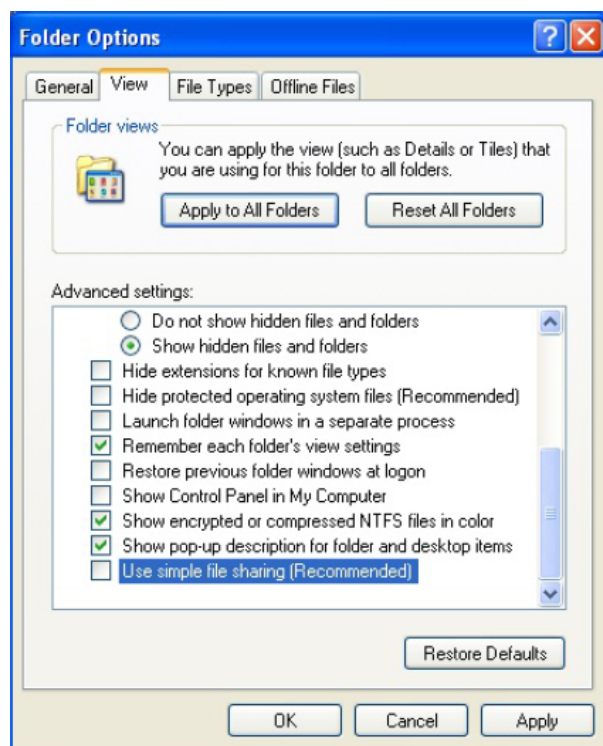 Folder Options
General View File Types Offline Files
Folder views
You can apply the view (such as Details or Tiles) that
you are using for this folder to all folders.
Apply to All Folders Reset All Folders
Advanced settings:
Do not show hidden files and folders
Show hidden files and folders
Hide extensions for known file types
Hide protected operating system files (Recommended)
Launch folder windows in a separate process
Remember each folder's view settings
Restore previous folder windows at logon
Show Control Panel in My Computer
Show encrypted or compressed NTFS files in color
Show pop-up description for folder and desktop items
Use simple file sharing (Recommended)
Restore Defaults
OK Cancel Apply